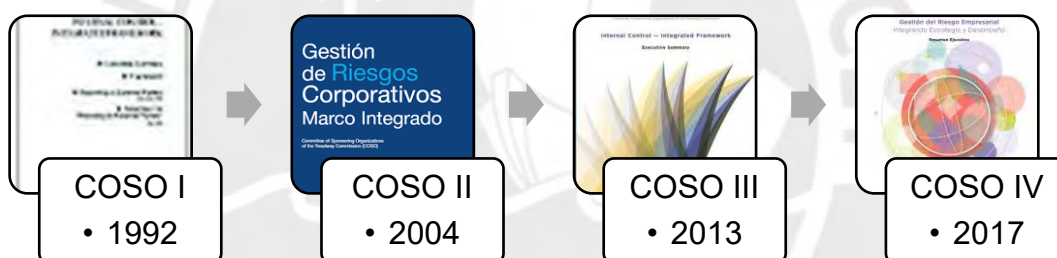 Gestión
de Riesgos
Corporativos
Marco Integrado
Committee of Sponsoring Organizations
of the Treadway Commission (COSO)
Internal Control — Integrated Framework
Executive Summary
Gestión del Riesgo Empresarial
Integrando Estrategia y Desempeño
Resumen Ejecutivo
COSO I
• 1992
COSO II
• 2004
COSO III
• 2013
COSO IV
• 2017